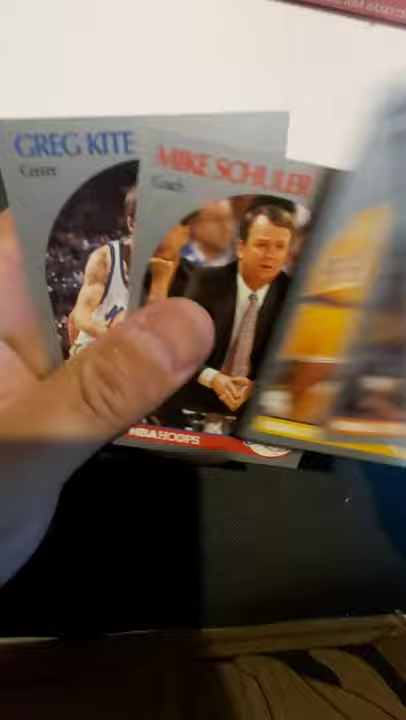 GREG KITE
Center
MIKE SCHULER
Coach
NBA HOOPS